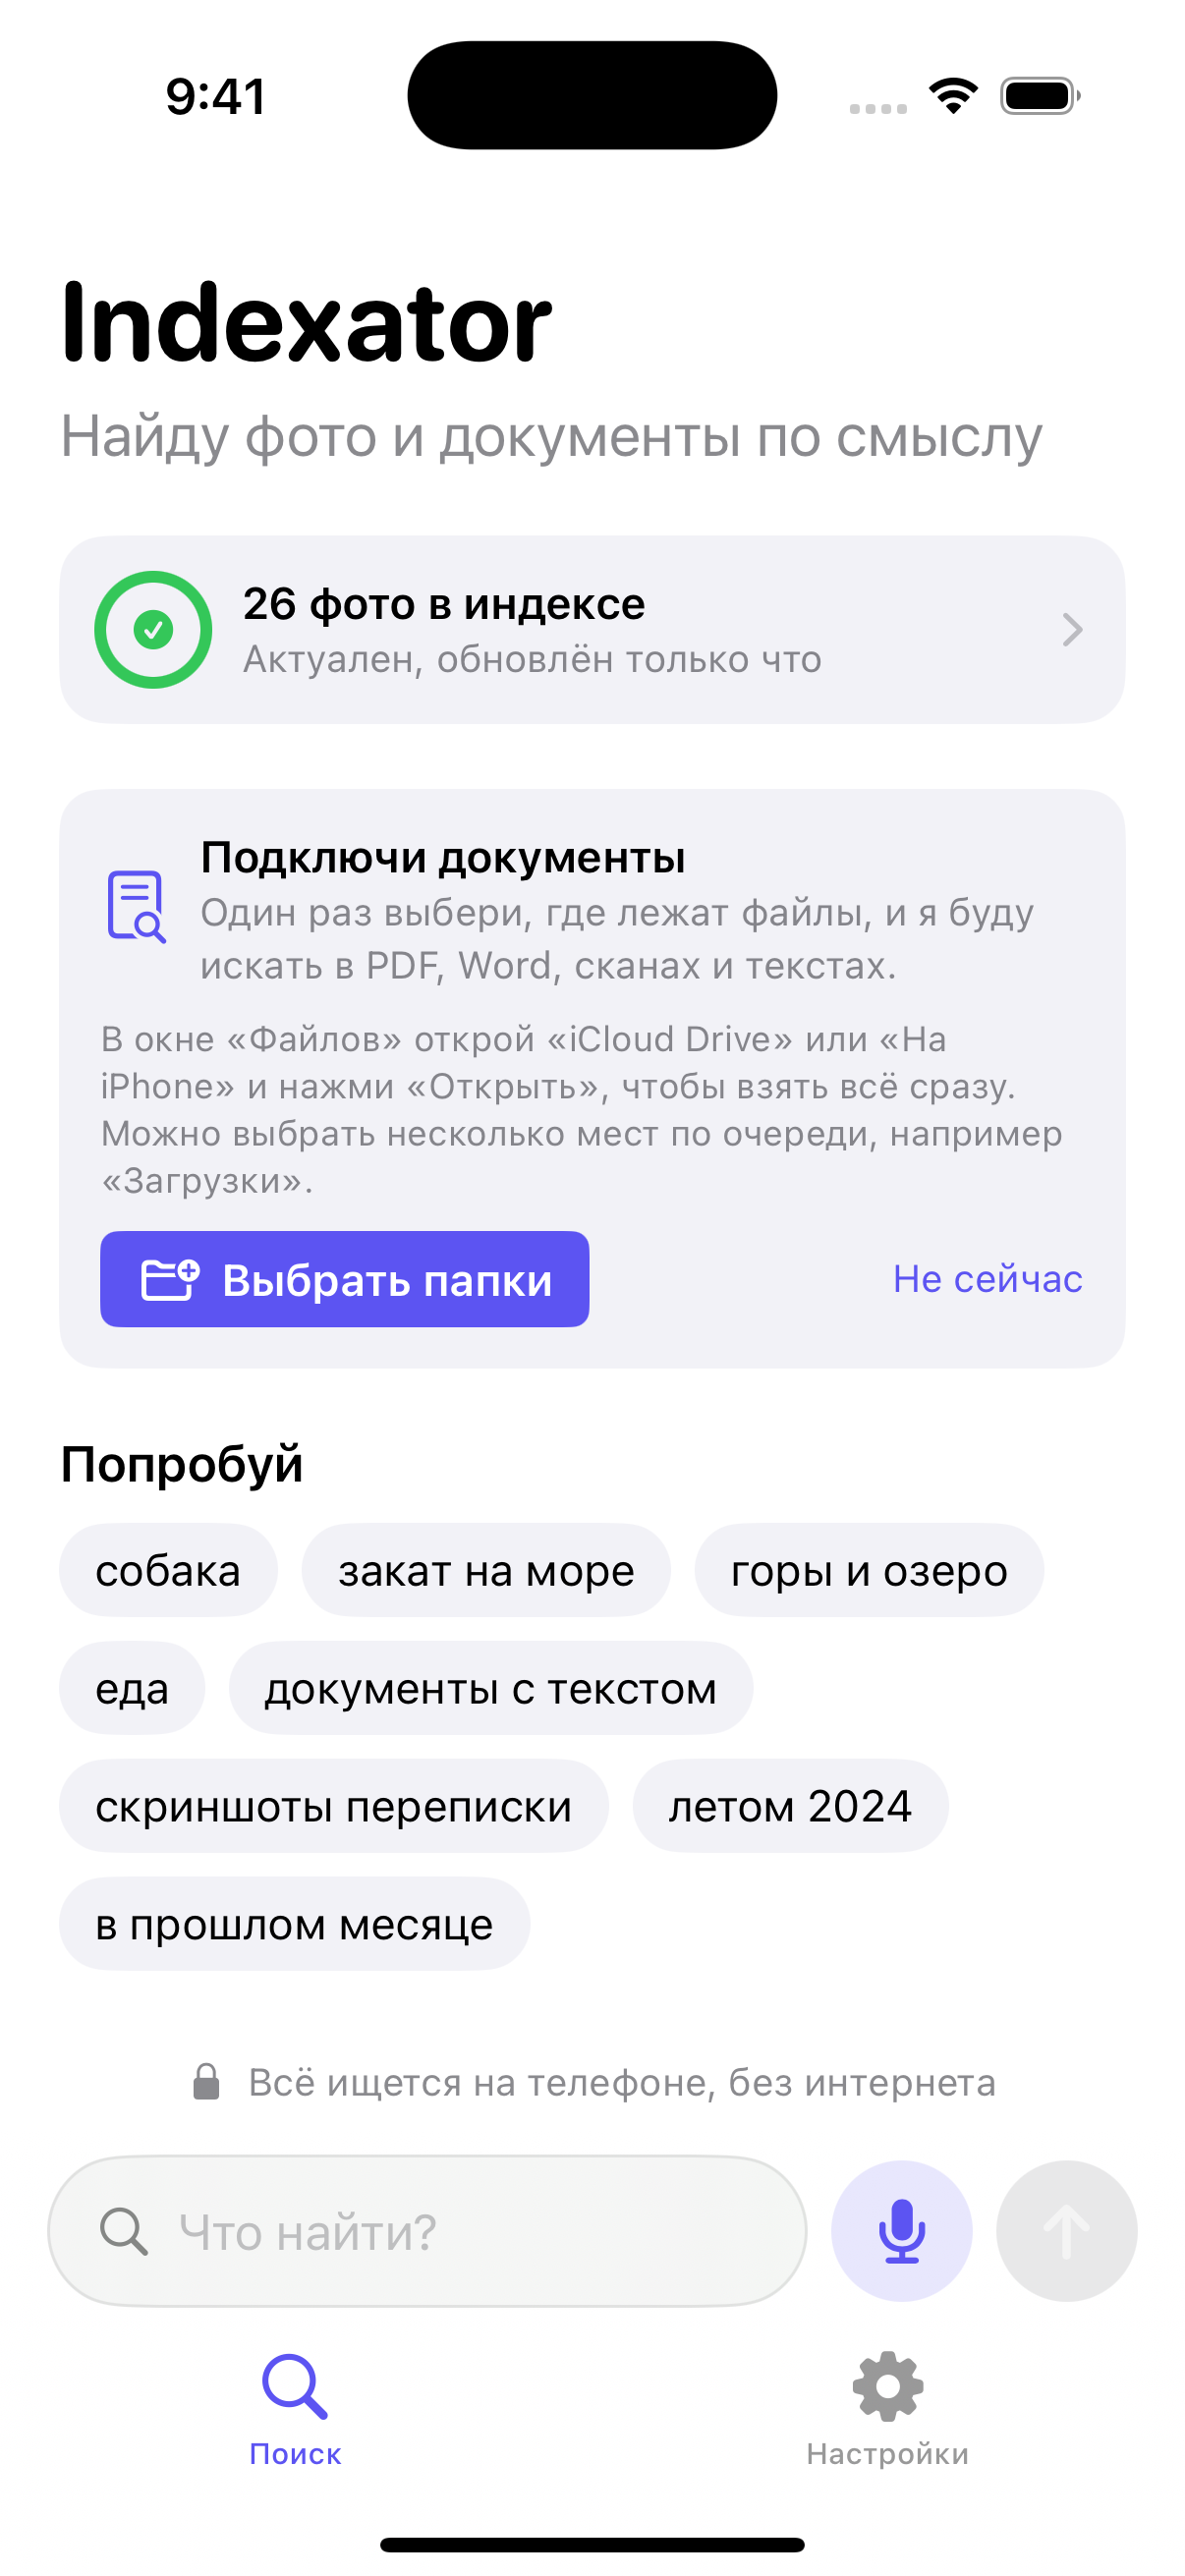 9:41
Indexator
Найду фото и документы по смыслу
26 фото в индексе
Актуален, обновлён только что
Подключи документы
Один раз выбери, где лежат файлы, и я буду
искать в PDF, Word, сканах и текстах.
В окне «Файлов» открой «iCloud Drive» или «На
iPhone» и нажми «Открыть», чтобы взять всё сразу.
Можно выбрать несколько мест по очереди, например
«Загрузки».
Выбрать папки
Не сейчас
Попробуй
собака
закат на море
горы и озеро
еда
документы с текстом
скриншоты переписки
летом 2024
в прошлом месяце
Всё ищется на телефоне, без интернета
Что найти?
Поиск
Настройки